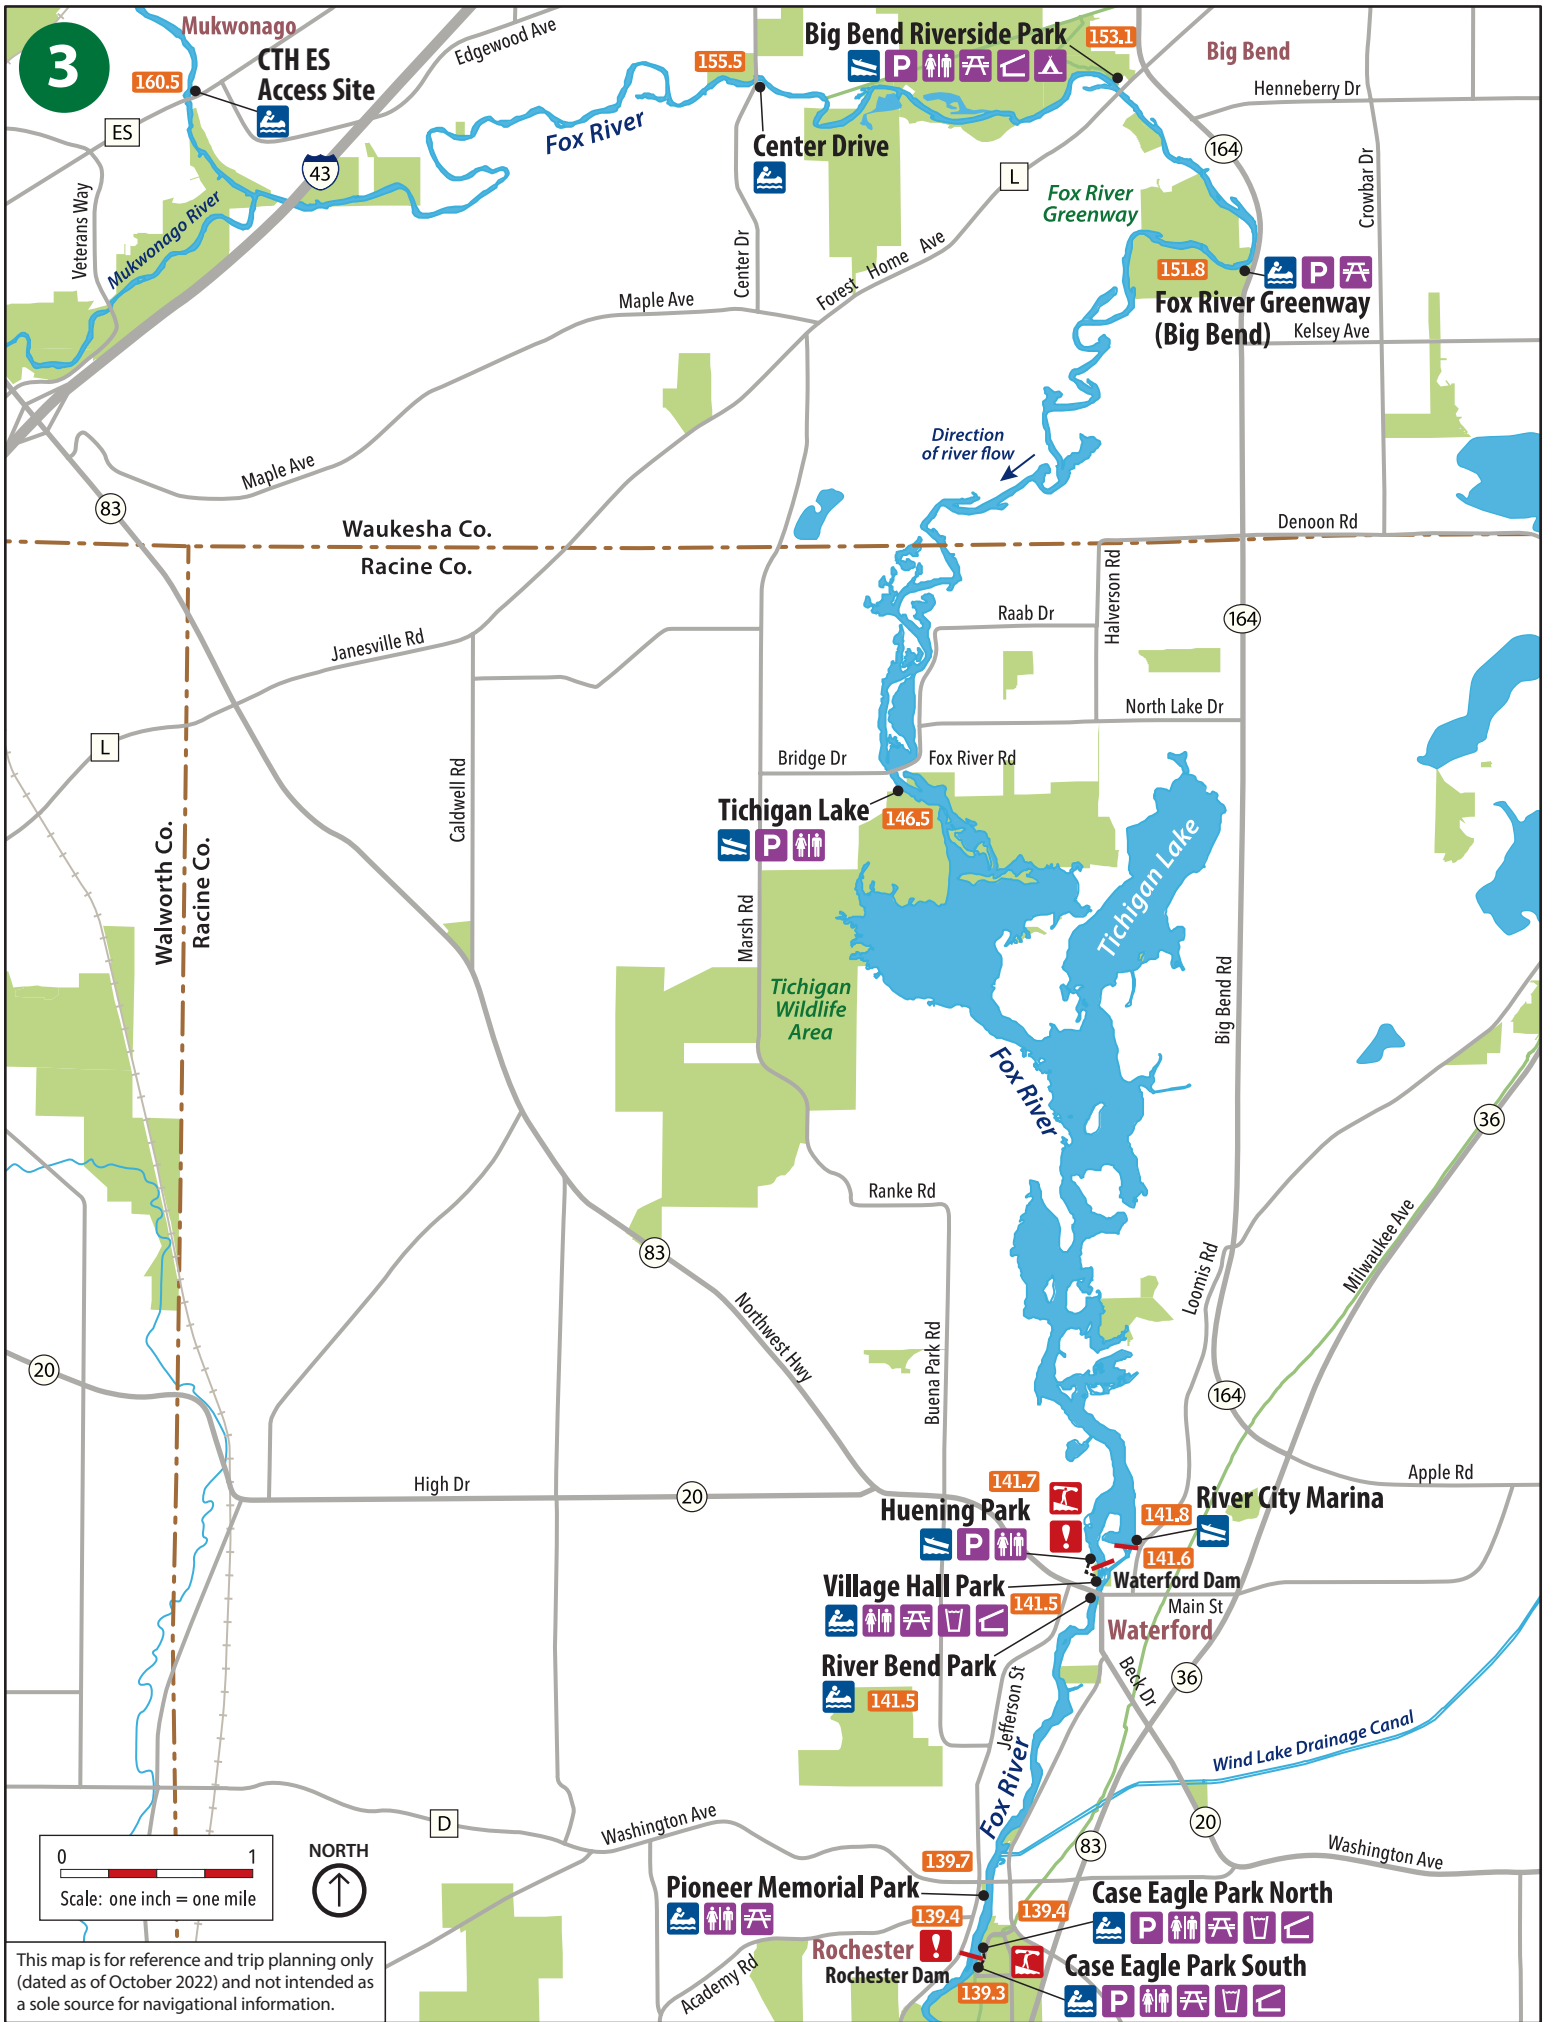 3
Mukwonago
CTH ES
Access Site
160.5
ES
Edgewood Ave
43
Veterans Way
Mukwonago River
Fox River
155.5
Center Drive
Center Dr
Big Bend Riverside Park
P
153.1
Big Bend
Henneberry Dr
164
L
Fox River
Greenway
Crowbar Dr
Forest Home Ave
Maple Ave
151.8
P
Fox River Greenway
(Big Bend)
Kelsey Ave
Direction
of river flow
Maple Ave
83
Waukesha Co.
Racine Co.
Denoon Rd
Halverson Rd
Raab Dr
164
Janesville Rd
North Lake Dr
L
Bridge Dr
Fox River Rd
Caldwell Rd
Tichigan Lake
P
146.5
Walworth Co.
Racine Co.
Tichigan Lake
Marsh Rd
Tichigan
Wildlife
Area
Big Bend Rd
Fox River
36
Ranke Rd
83
Milwaukee Ave
Loomis Rd
Northwest Hwy
Buena Park Rd
20
164
High Dr
20
Apple Rd
141.7
Huening Park
P
!
141.8
River City Marina
141.6
Waterford Dam
Village Hall Park
141.5
Main St
Waterford
River Bend Park
141.5
Beck Dr
36
Jefferson St
Fox River
Wind Lake Drainage Canal
20
D
Washington Ave
83
Washington Ave
0 1
Scale: one inch = one mile
NORTH
139.7
Pioneer Memorial Park
139.4
139.4
Case Eagle Park North
P
Rochester
!
Rochester Dam
Case Eagle Park South
P
139.3
Academy Rd
This map is for reference and trip planning only
(dated as of October 2022) and not intended as
a sole source for navigational information.